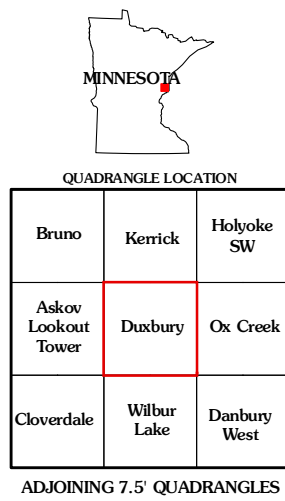 MINNESOTA
QUADRANGLE LOCATION
Bruno
Kerrick
Holyoke
SW
Askov
Lookout
Tower
Duxbury
Ox Creek
Cloverdale
Wilbur
Lake
Danbury
West
ADJOINING 7.5' QUADRANGLES